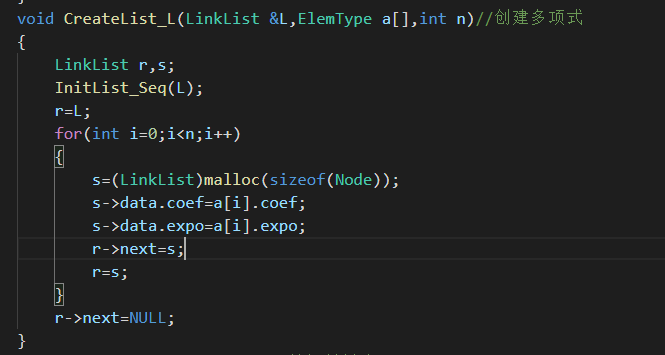 void CreateList_L(LinkList &L,ElemType a[],int n)//创建多项式
{
    LinkList r,s;
    InitList_Seq(L);
    r=L;
    for(int i=0;i<n;i++)
    {
        s=(LinkList)malloc(sizeof(Node));
        s->data.coef=a[i].coef;
        s->data.expo=a[i].expo;
        r->next=s;
        r=s;
    }
    r->next=NULL;
}